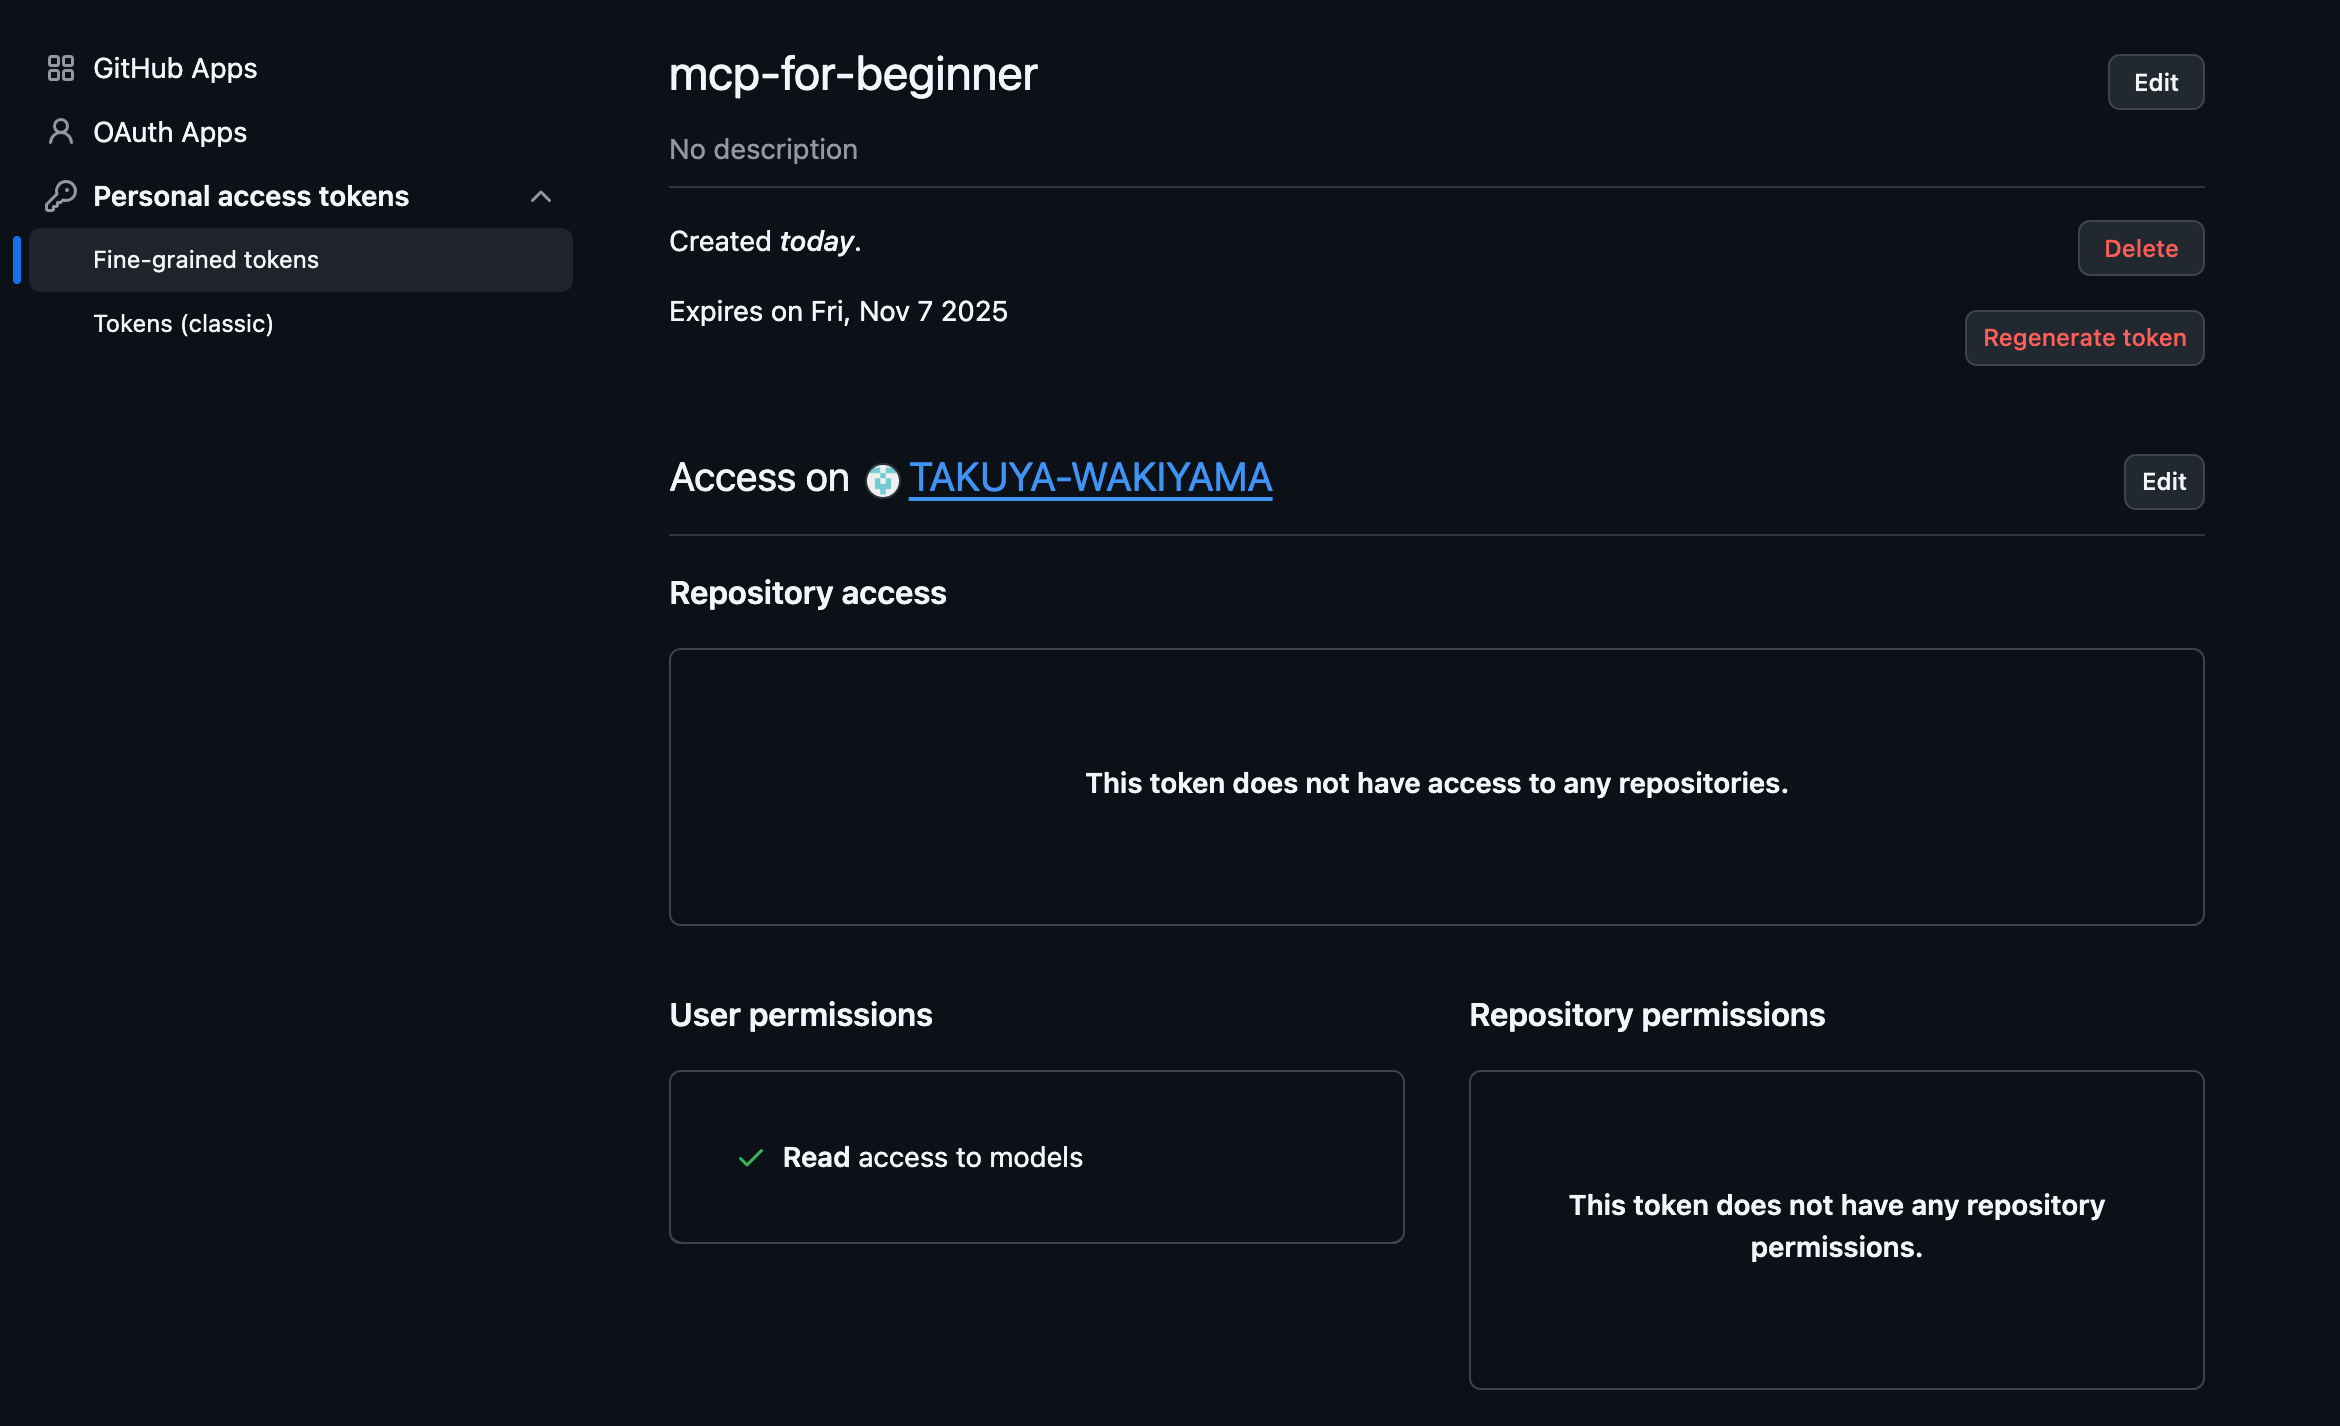 GitHub Apps
OAuth Apps
Personal access tokens
Fine-grained tokens
Tokens (classic)
mcp-for-beginner
Edit
No description
Created today.
Delete
Expires on Fri, Nov 7 2025
Regenerate token
Access on TAKUYA-WAKIYAMA
Edit
Repository access
This token does not have access to any repositories.
User permissions
Read access to models
Repository permissions
This token does not have any repository
permissions.